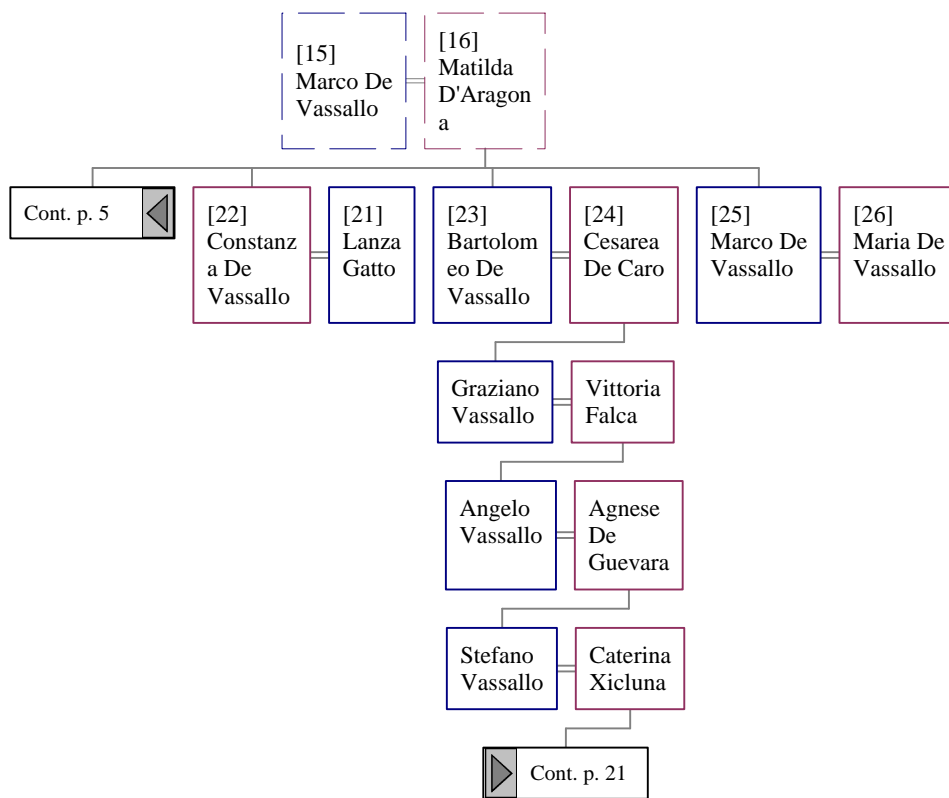 [15]
Marco De
Vassallo
[16]
Matilda
D'Aragon
a
Cont. p. 5
[22]
Constanz
a De
Vassallo
[21]
Lanza
Gatto
[23]
Bartolom
eo De
Vassallo
[24]
Cesarea
De Caro
[25]
Marco De
Vassallo
[26]
Maria De
Vassallo
Graziano
Vassallo
Vittoria
Falca
Angelo
Vassallo
Agnese
De
Guevara
Stefano
Vassallo
Caterina
Xicluna
Cont. p. 21